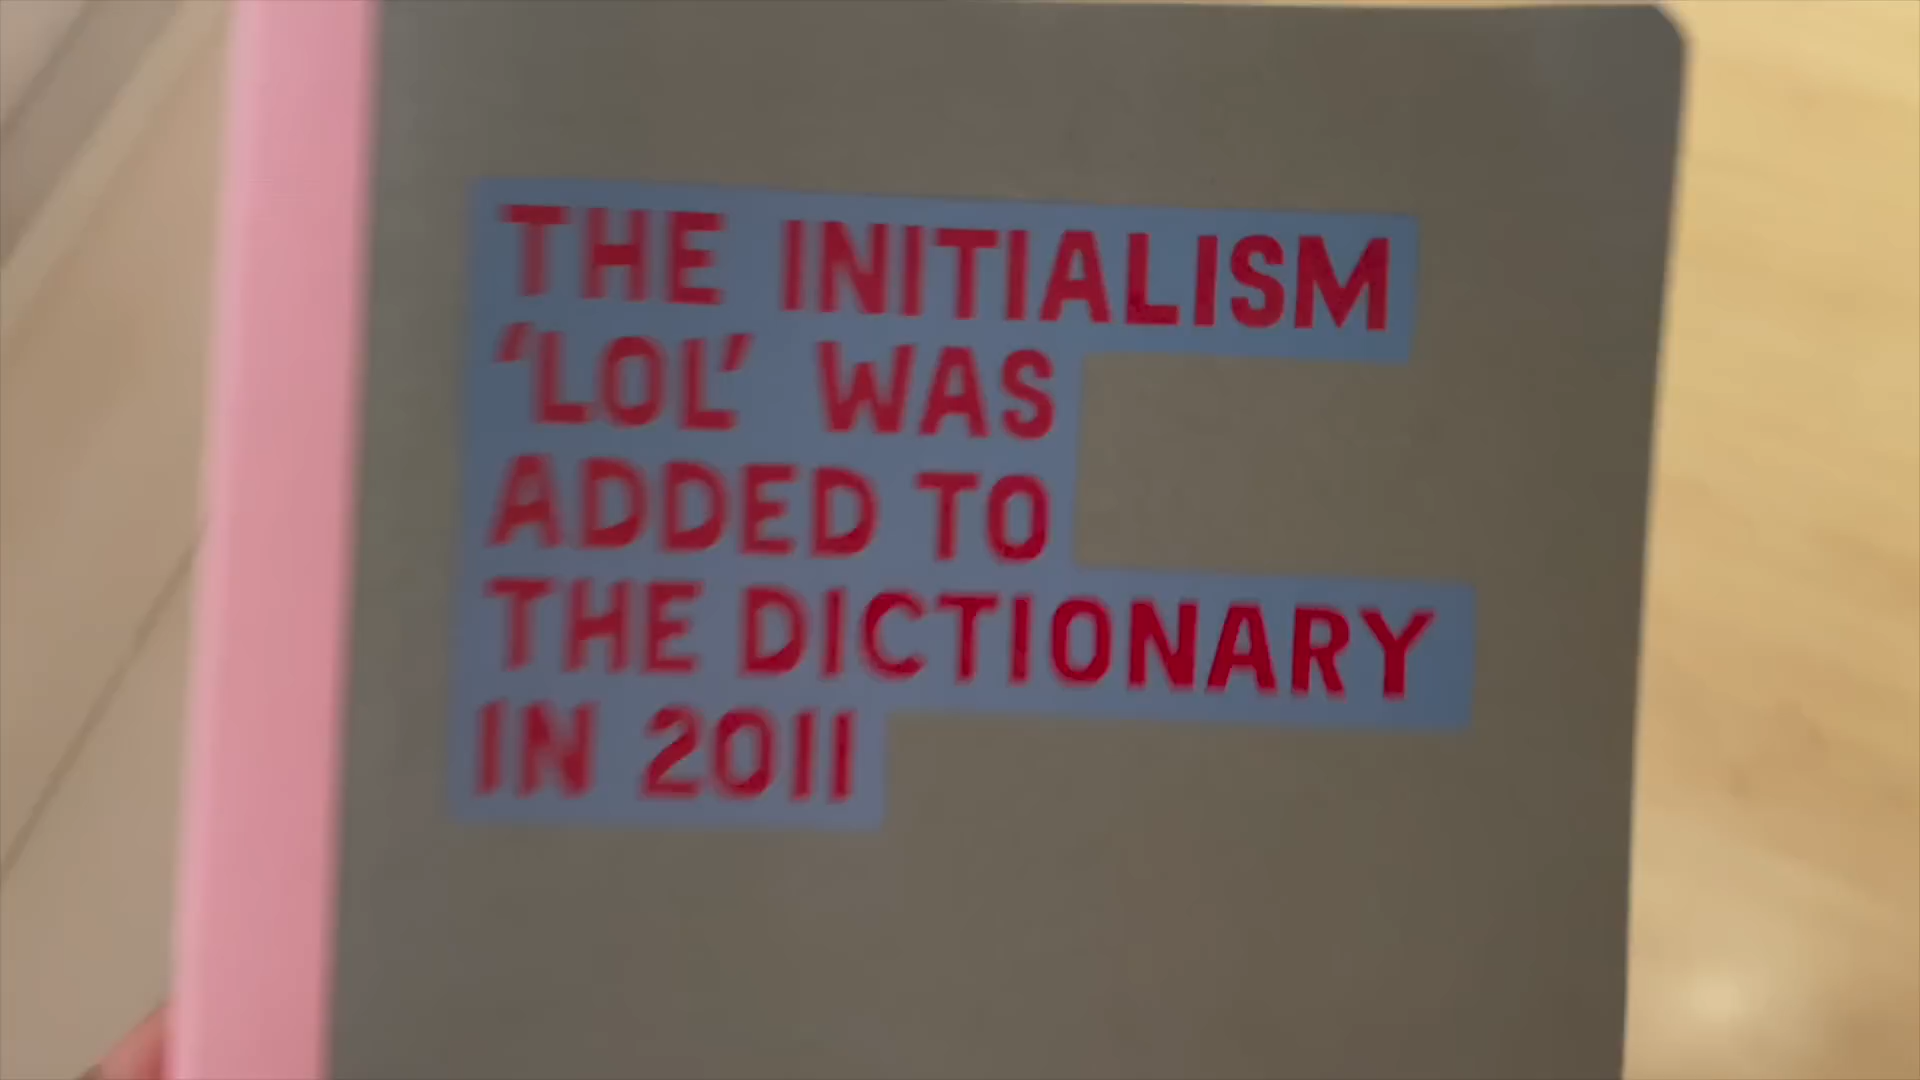 THE INITIALISM
‘LOL’ WAS
ADDED TO
THE DICTIONARY
IN 2011